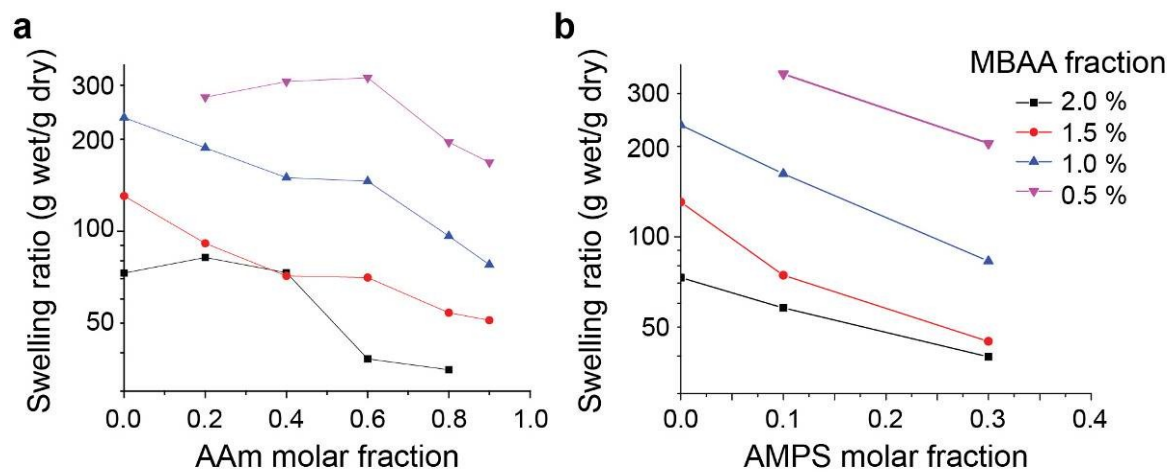 a
Swelling ratio (g wet/g dry)
300
200
100
50
0.0 0.2 0.4 0.6 0.8 1.0
AAm molar fraction
b
Swelling ratio (g wet/g dry)
300
200
100
50
0.0 0.1 0.2 0.3 0.4
AMPS molar fraction
MBAA fraction
2.0 %
1.5 %
1.0 %
0.5 %